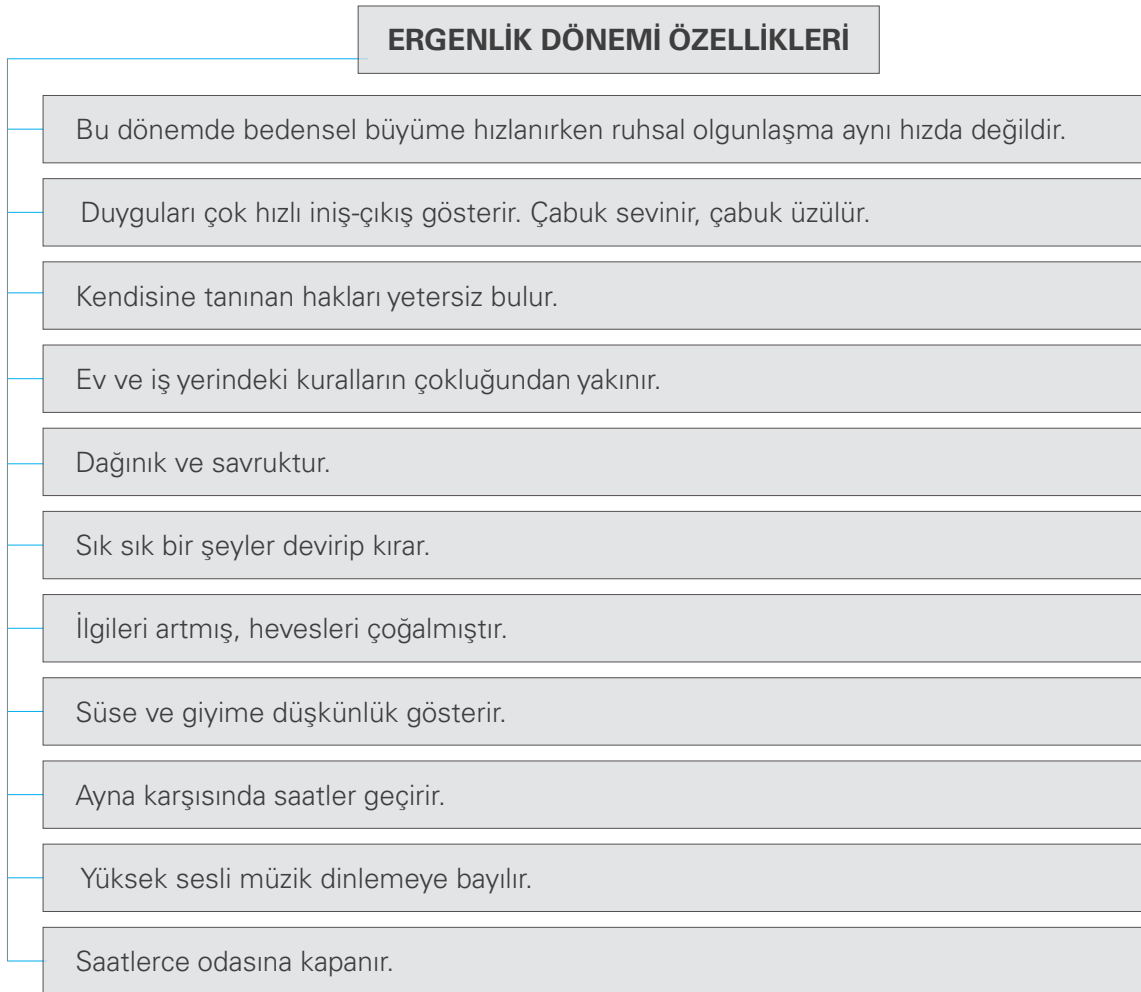 ERGENLİK DÖNEMİ ÖZELLİKLERİ
Bu dönemde bedensel büyüme hızlanırken ruhsal olgunlaşma aynı hızda değildir.
Duyguları çok hızlı iniş-çıkış gösterir. Çabuk sevinir, çabuk üzülür.
Kendisine tanınan hakları yetersiz bulur.
Ev ve iş yerindeki kuralların çokluğundan yakınır.
Dağınık ve savruktur.
Sık sık bir şeyler devirip kırar.
İlgileri artmış, hevesleri çoğalmıştır.
Süse ve giyime düşkünlük gösterir.
Ayna karşısında saatler geçirir.
Yüksek sesli müzik dinlemeye bayılır.
Saatlerce odasına kapanır.